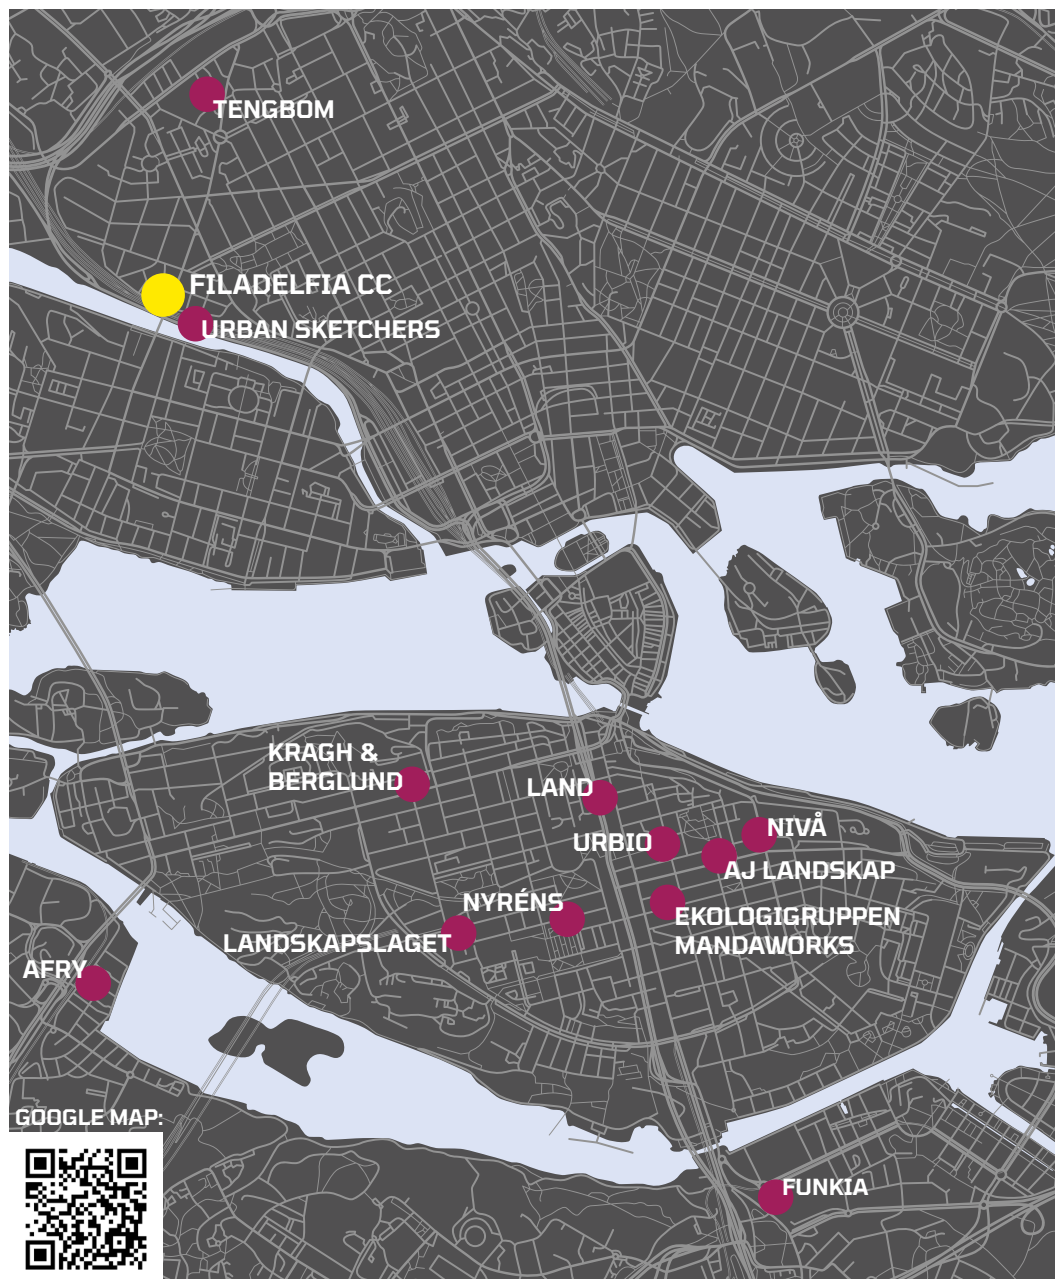 TENGBOM
FILADELFIA CC
URBAN SKETCHERS
KRAGH &
BERGLUND
LAND
NIVÅ
URBIO
AJ LANDSKAP
NYRÉNS
EKOLOGIGRUPPEN
MANDAWORKS
LANDSKAPSLAGET
AFRY
GOOGLE MAP:
FUNKIA